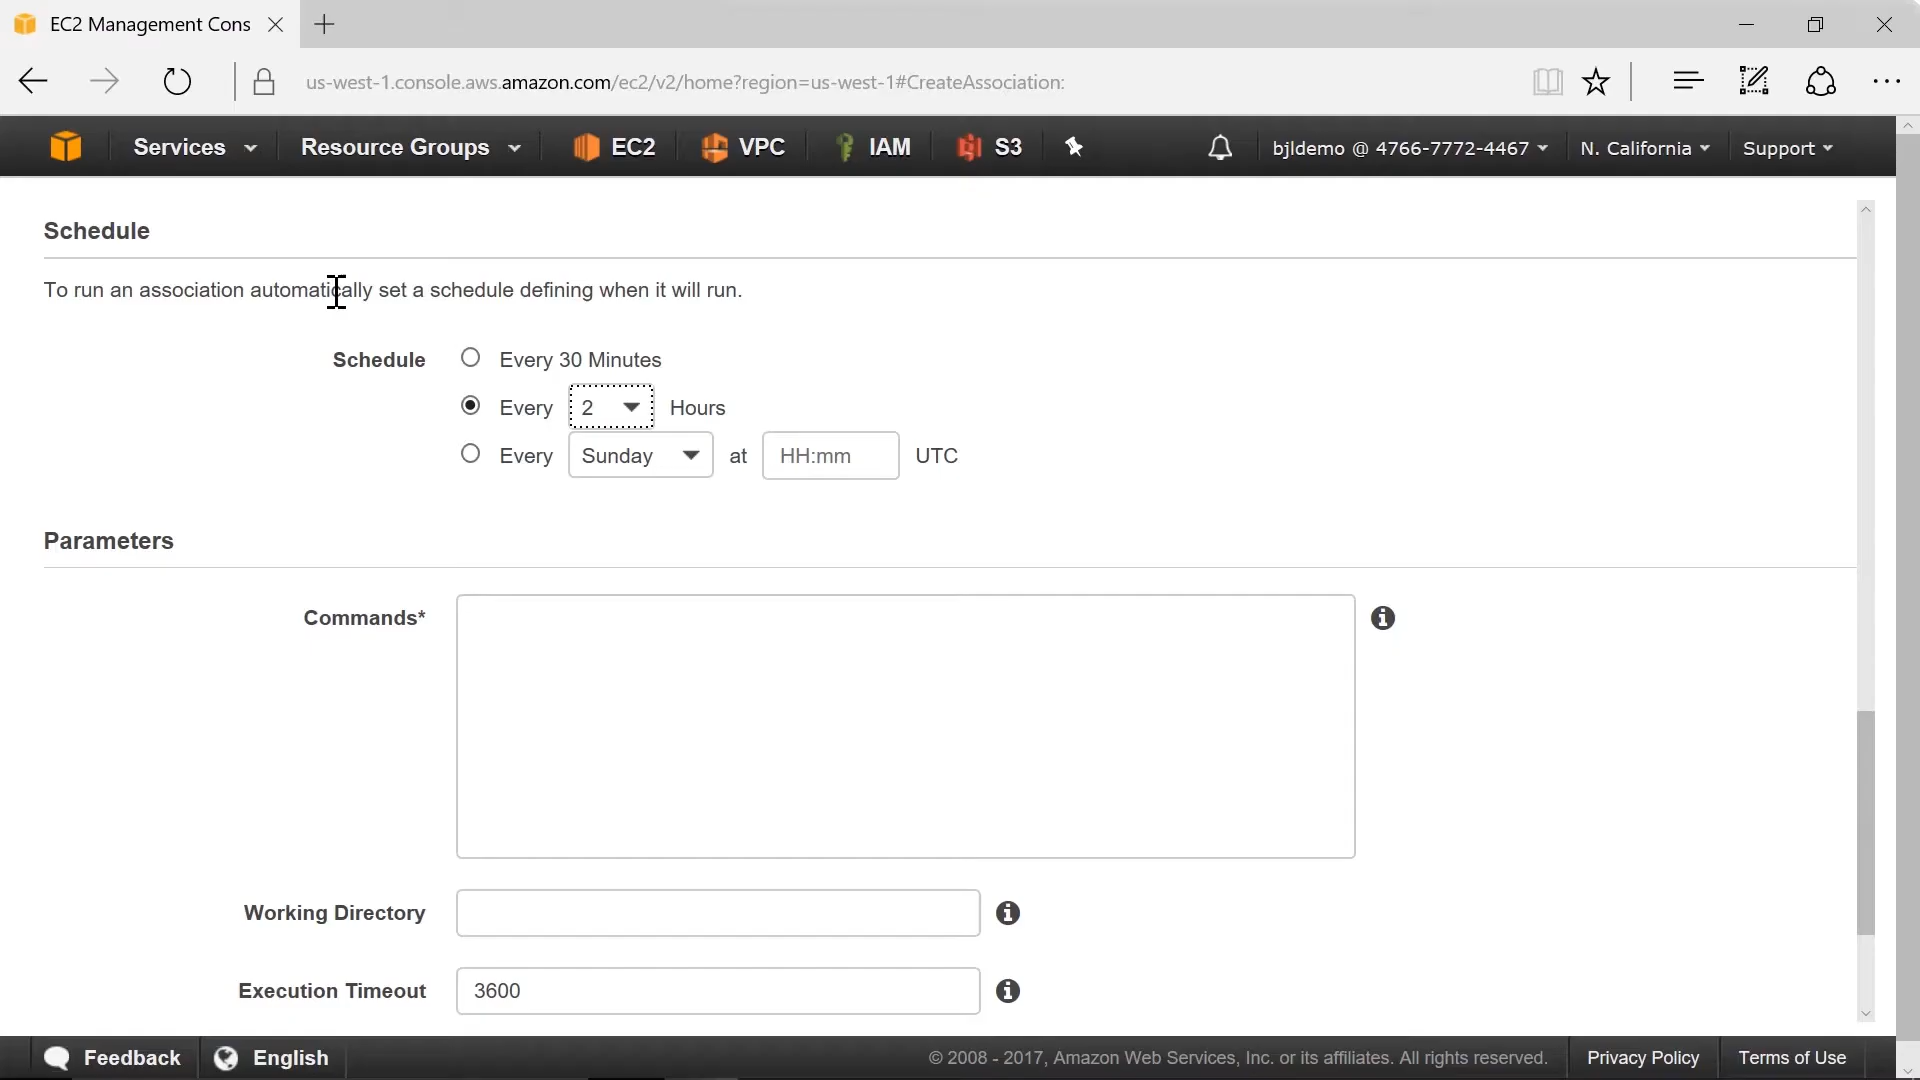 EC2 Management Cons
us-west-1.console.aws.amazon.com/ec2/v2/home?region=us-west-1#CreateAssociation:
Services Resource Groups EC2 VPC IAM S3 bjldemo @ 4766-7772-4467 N. California Support
Schedule
To run an association automatically set a schedule defining when it will run.
Schedule Every 30 Minutes
Every 2 Hours
Every Sunday at HH:mm UTC
Parameters
Commands*
Working Directory
Execution Timeout 3600
Feedback English © 2008 - 2017, Amazon Web Services, Inc. or its affiliates. All rights reserved. Privacy Policy Terms of Use